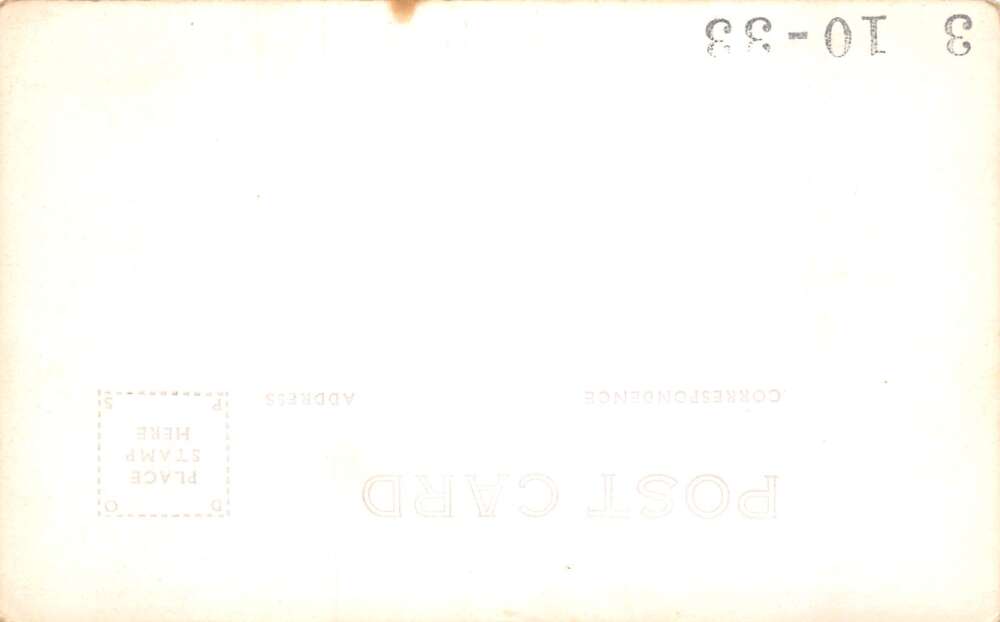 POST CARD
D O
PLACE
STAMP
HERE
P S
CORRESPONDENCE
ADDRESS
3 10-33